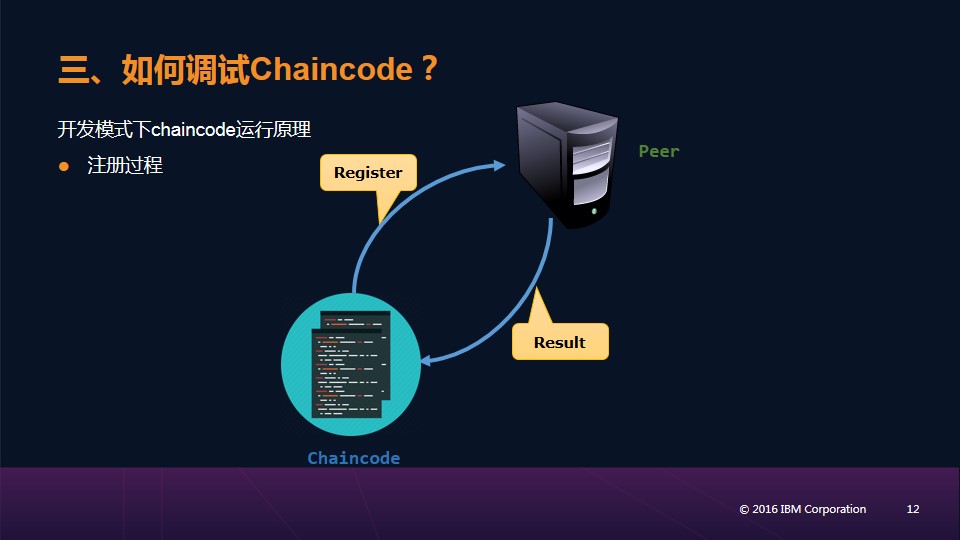 三、如何调试Chaincode？
开发模式下chaincode运行原理
● 注册过程
Register
Peer
Result
Chaincode
© 2016 IBM Corporation 12